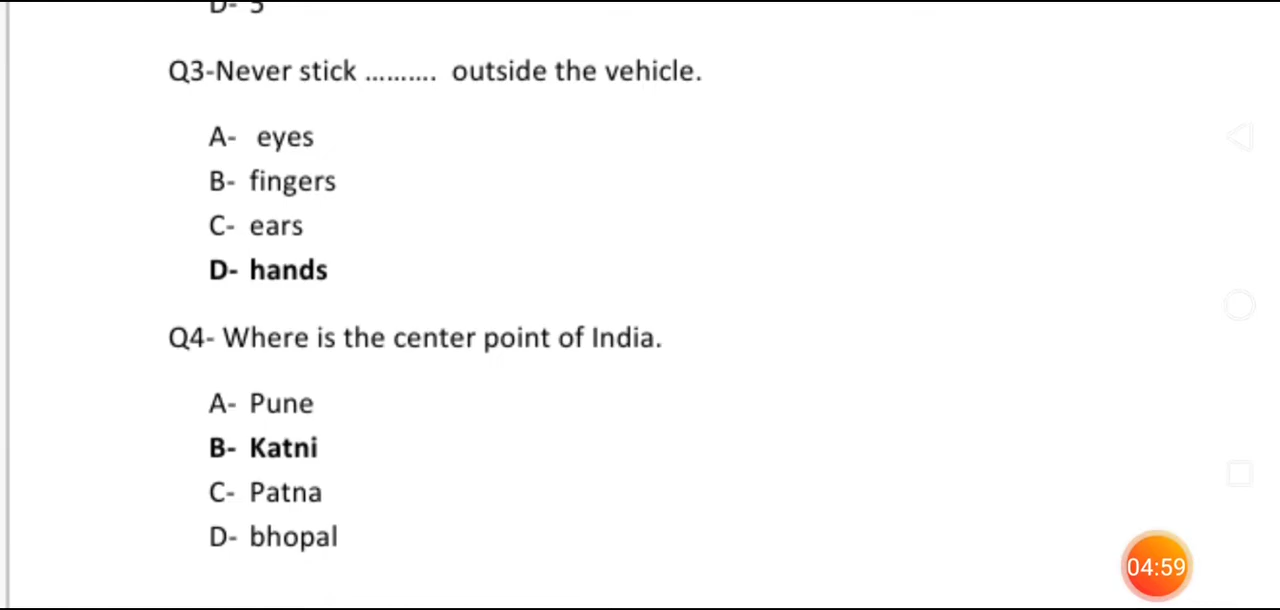 D- 5
Q3-Never stick .......... outside the vehicle.
A- eyes
B- fingers
C- ears
D- hands
Q4- Where is the center point of India.
A- Pune
B- Katni
C- Patna
D- bhopal
04:59